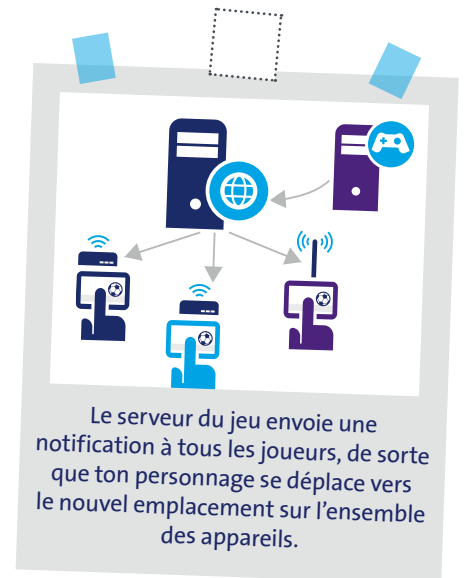 Le serveur du jeu envoie une
notification à tous les joueurs, de sorte
que ton personnage se déplace vers
le nouvel emplacement sur l’ensemble
des appareils.